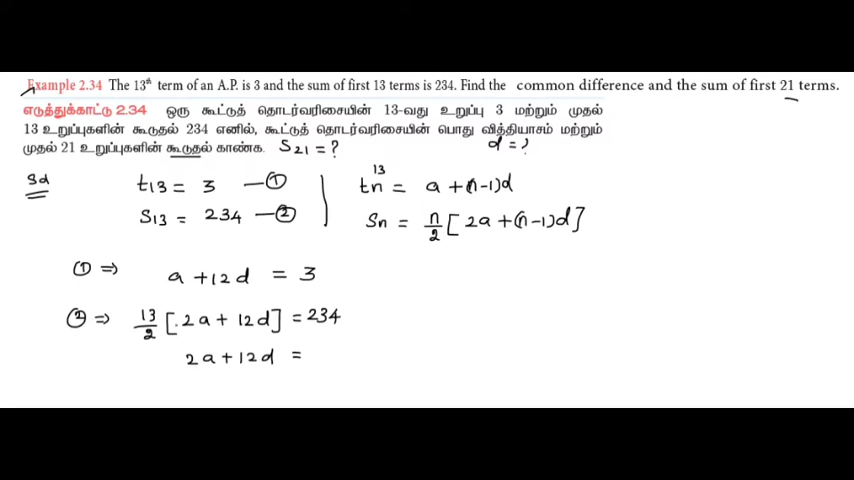 Example 2.34 The 13th term of an A.P. is 3 and the sum of first 13 terms is 234. Find the common difference and the sum of first 21 terms.
எடுத்துக்காட்டு 2.34 ஒரு கூட்டுத் தொடர்வரிசையின் 13-வது உறுப்பு 3 மற்றும் முதல்
13 உறுப்புகளின் கூடுதல் 234 எனில், கூட்டுத் தொடர்வரிசையின் பொது வித்தியாசம் மற்றும்
முதல் 21 உறுப்புகளின் கூடுதல் காண்க. S21 = ? d = ?
Sol
t13 = 3 —①
S13 = 234 —②
13
tn = a + (n-1)d
Sn = n/2 [ 2a + (n-1)d ]
① ⇒ a + 12d = 3
② ⇒ 13/2 [ 2a + 12d ] = 234
2a + 12d =